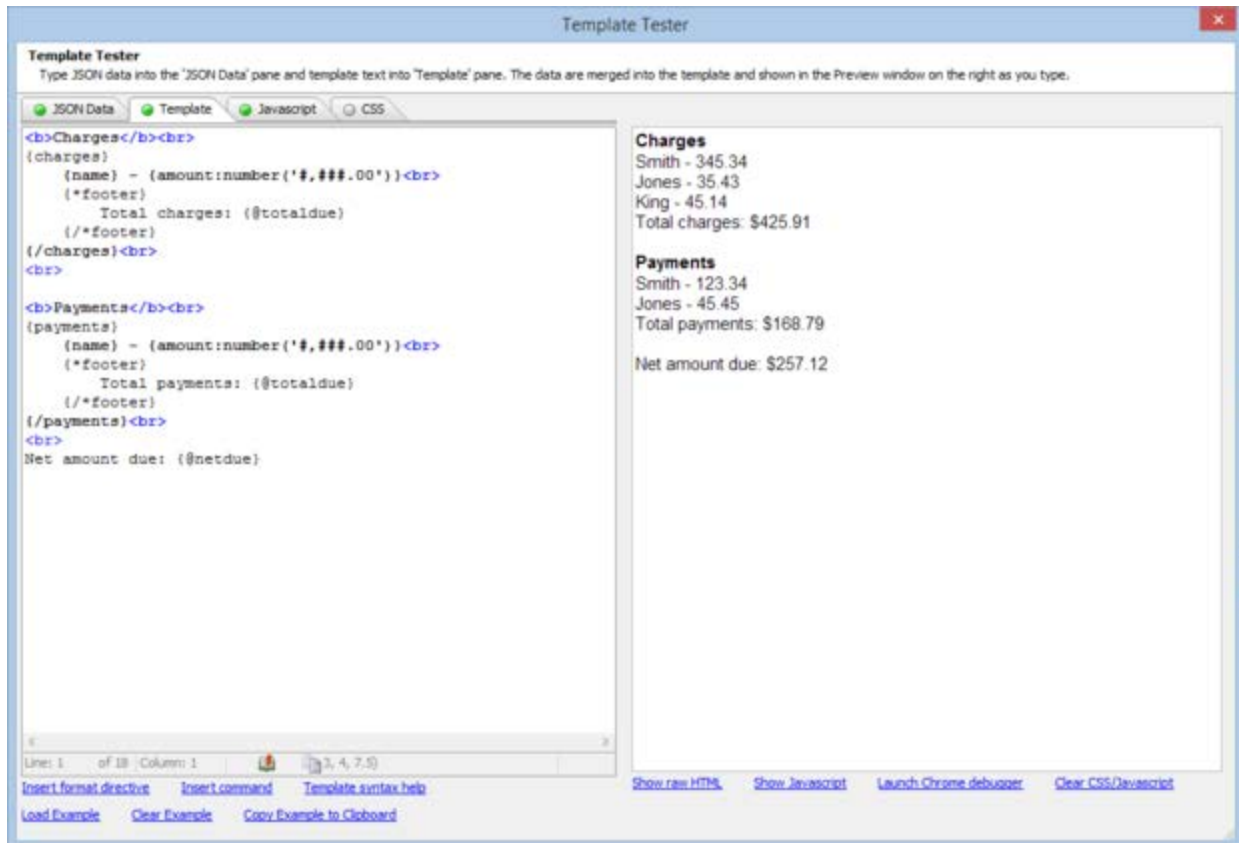 Template Tester
Template Tester
Type JSON data into the 'JSON Data' pane and template text into 'Template' pane. The data are merged into the template and shown in the Preview window on the right as you type.
JSON Data Template Javascript CSS
<b>Charges</b><br>
{charges}
{name} - {amount:number('#,###.00')}<br>
{*footer}
Total charges: {@totaldue}
{/*footer}
{/charges}<br>
<br>
<b>Payments</b><br>
{payments}
{name} - {amount:number('#,###.00')}<br>
{*footer}
Total payments: {@totaldue}
{/*footer}
{/payments}<br>
<br>
Net amount due: {@netdue}
Charges
Smith - 345.34
Jones - 35.43
King - 45.14
Total charges: $425.91
Payments
Smith - 123.34
Jones - 45.45
Total payments: $168.79
Net amount due: $257.12
Line: 1 of 18 Column: 1 3, 4, 7.5)
Insert format directive Insert command Template syntax help
Load Example Clear Example Copy Example to Clipboard
Show raw HTML Show Javascript Launch Chrome debugger Clear CSS/Javascript